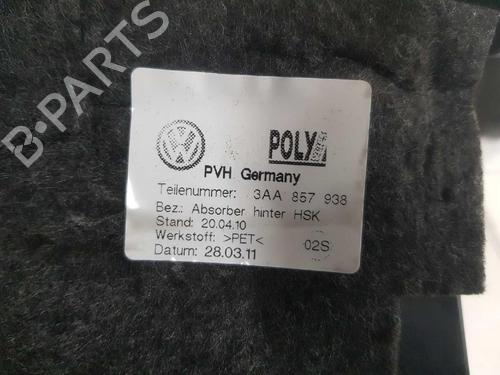 B-PARTS
POLY
PVH Germany
Teilenummer: 3AA 857 938
Bez.: Absorber hinter HSK
Stand: 20.04.10
Werkstoff: >PET< 02S
Datum: 28.03.11